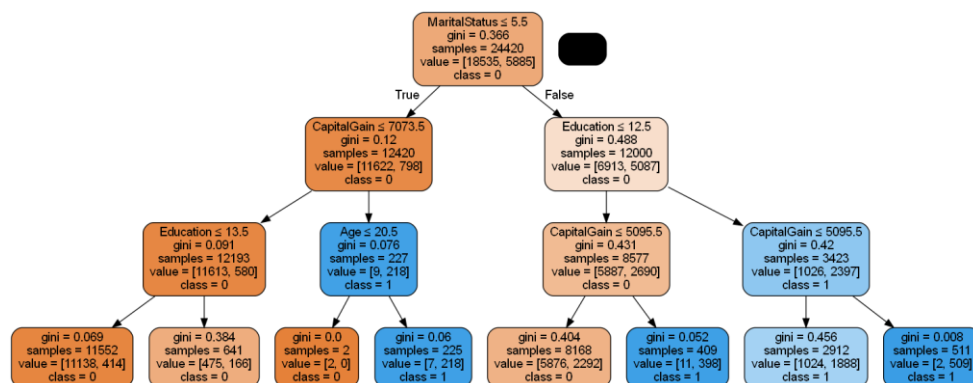 MaritalStatus ≤ 5.5
gini = 0.366
samples = 24420
value = [18535, 5885]
class = 0
True
False
CapitalGain ≤ 7073.5
gini = 0.12
samples = 12420
value = [11622, 798]
class = 0
Education ≤ 12.5
gini = 0.488
samples = 12000
value = [6913, 5087]
class = 0
Education ≤ 13.5
gini = 0.091
samples = 12193
value = [11613, 580]
class = 0
Age ≤ 20.5
gini = 0.076
samples = 227
value = [9, 218]
class = 1
CapitalGain ≤ 5095.5
gini = 0.431
samples = 8577
value = [5887, 2690]
class = 0
CapitalGain ≤ 5095.5
gini = 0.42
samples = 3423
value = [1026, 2397]
class = 1
gini = 0.069
samples = 11552
value = [11138, 414]
class = 0
gini = 0.384
samples = 641
value = [475, 166]
class = 0
gini = 0.0
samples = 2
value = [2, 0]
class = 0
gini = 0.06
samples = 225
value = [7, 218]
class = 1
gini = 0.404
samples = 8168
value = [5876, 2292]
class = 0
gini = 0.052
samples = 409
value = [11, 398]
class = 1
gini = 0.456
samples = 2912
value = [1024, 1888]
class = 1
gini = 0.008
samples = 511
value = [2, 509]
class = 1